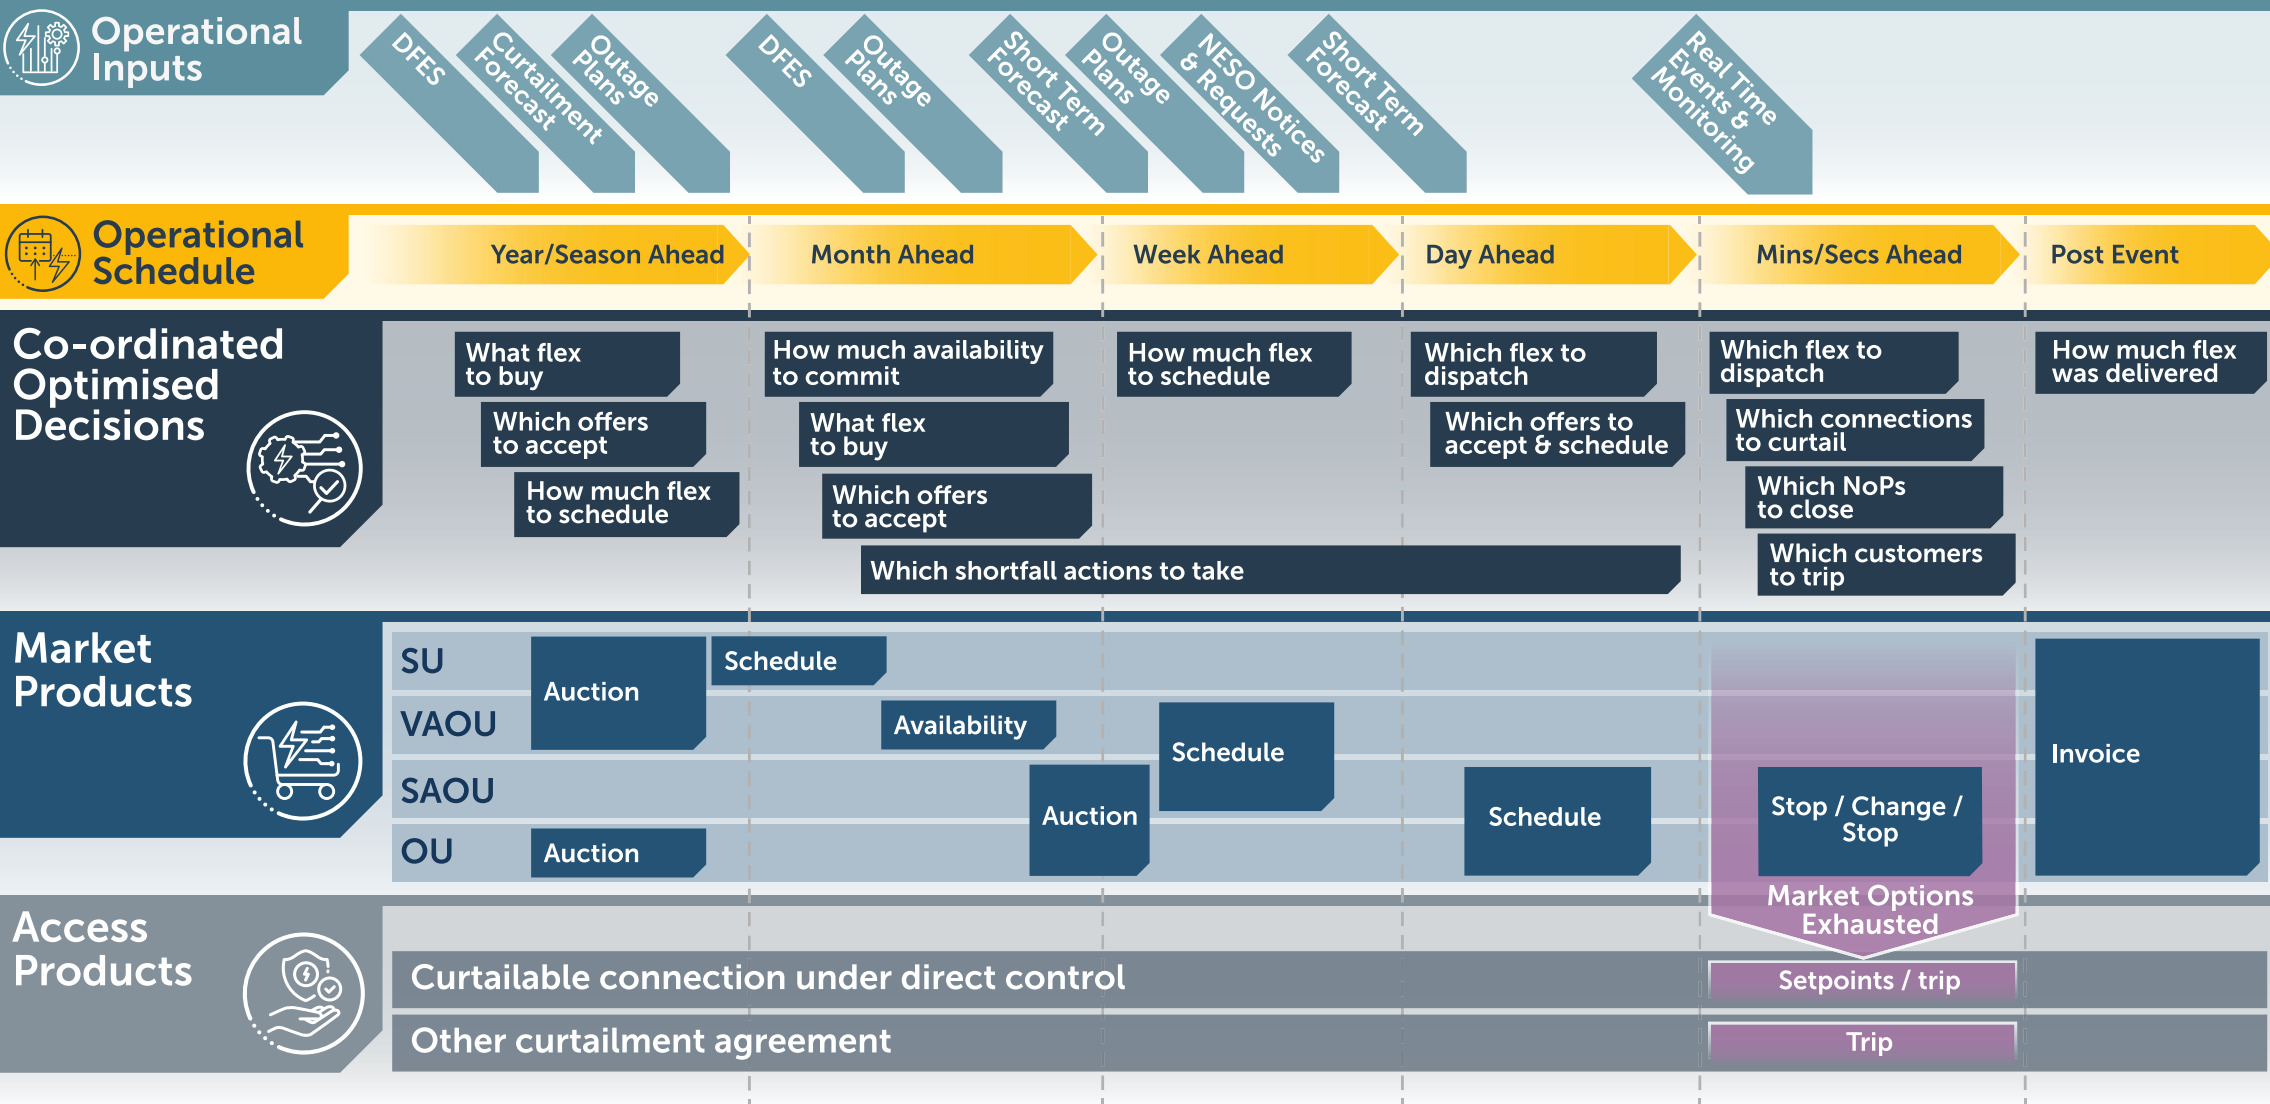 Operational
Inputs
DFES
Curtailment
Forecast
Outage
Plans
DFES
Outage
Plans
Short Term
Forecast
Outage
Plans
NESO Notices
& Requests
Short Term
Forecast
Real Time
Events &
Monitoring
Operational
Schedule
Year/Season Ahead
Month Ahead
Week Ahead
Day Ahead
Mins/Secs Ahead
Post Event
Co-ordinated
Optimised
Decisions
What flex
to buy
Which offers
to accept
How much flex
to schedule
How much availability
to commit
What flex
to buy
Which offers
to accept
Which shortfall actions to take
How much flex
to schedule
Which flex to
dispatch
Which offers to
accept & schedule
Which flex to
dispatch
Which connections
to curtail
Which NoPs
to close
Which customers
to trip
How much flex
was delivered
Market
Products
SU
VAOU
SAOU
OU
Auction
Schedule
Availability
Schedule
Auction
Auction
Schedule
Stop / Change /
Stop
Invoice
Market Options
Exhausted
Access
Products
Curtailable connection under direct control
Setpoints / trip
Other curtailment agreement
Trip